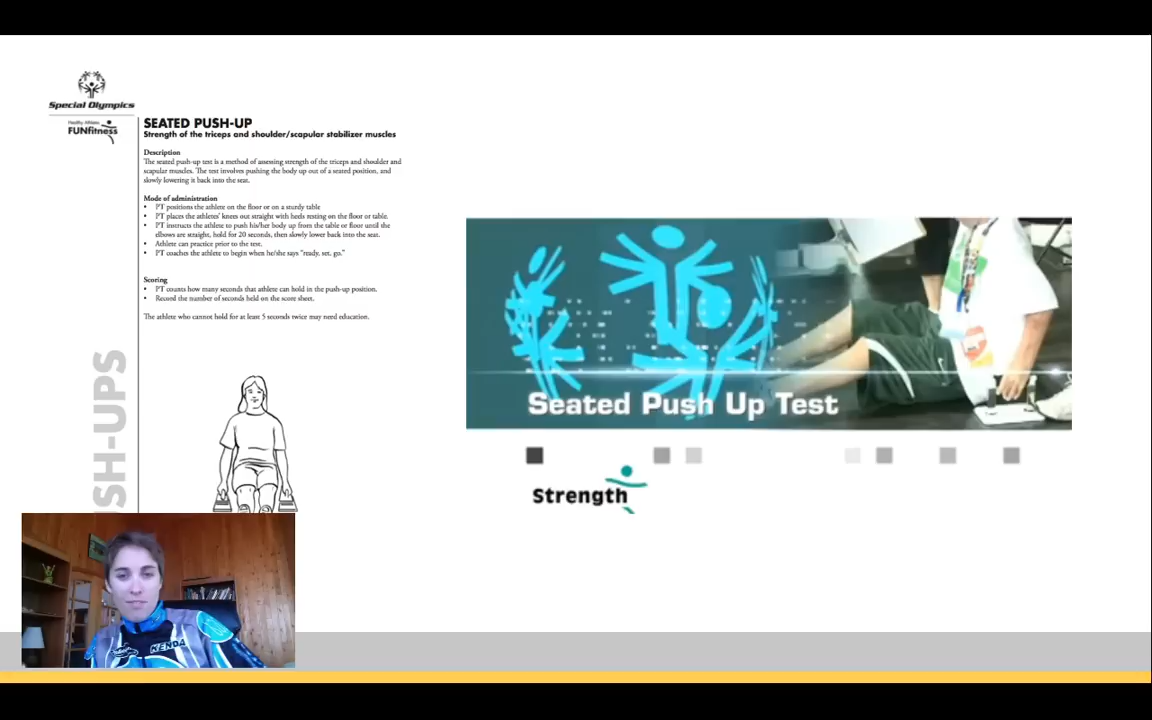 Special Olympics
Healthy Athletes
FUNfitness
SEATED PUSH-UP
Strength of the triceps and shoulder/scapular stabilizer muscles
Description
The seated push-up test is a method of assessing strength of the triceps and shoulder and
scapular muscles. The test involves pushing the body up out of a seated position, and
slowly lowering it back into the seat.
Mode of administration
• PT positions the athlete on the floor or on a sturdy table
• PT places the athletes' knees out straight with heels resting on the floor or table.
• PT instructs the athlete to push his/her body up from the table or floor until the
elbows are straight, hold for 20 seconds, then slowly lower back into the seat.
• Athlete can practice prior to the test.
• PT coaches the athlete to begin when he/she says "ready, set, go."
Scoring
• PT counts how many seconds that athlete can hold in the push-up position.
• Record the number of seconds held on the score sheet.
The athlete who cannot hold for at least 5 seconds twice may need education.
SH-UPS
Seated Push Up Test
Strength
KENDA